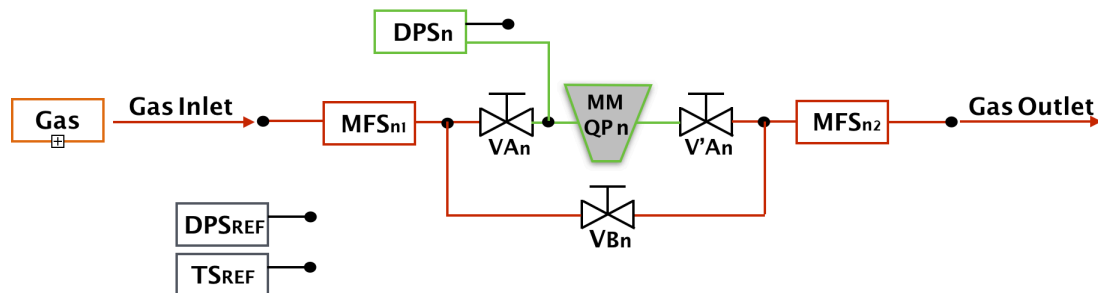 DPSn
Gas
Gas Inlet
MFSn1
VAn
MM
QP n
V'An
MFSn2
Gas Outlet
VBn
DPSREF
TSREF